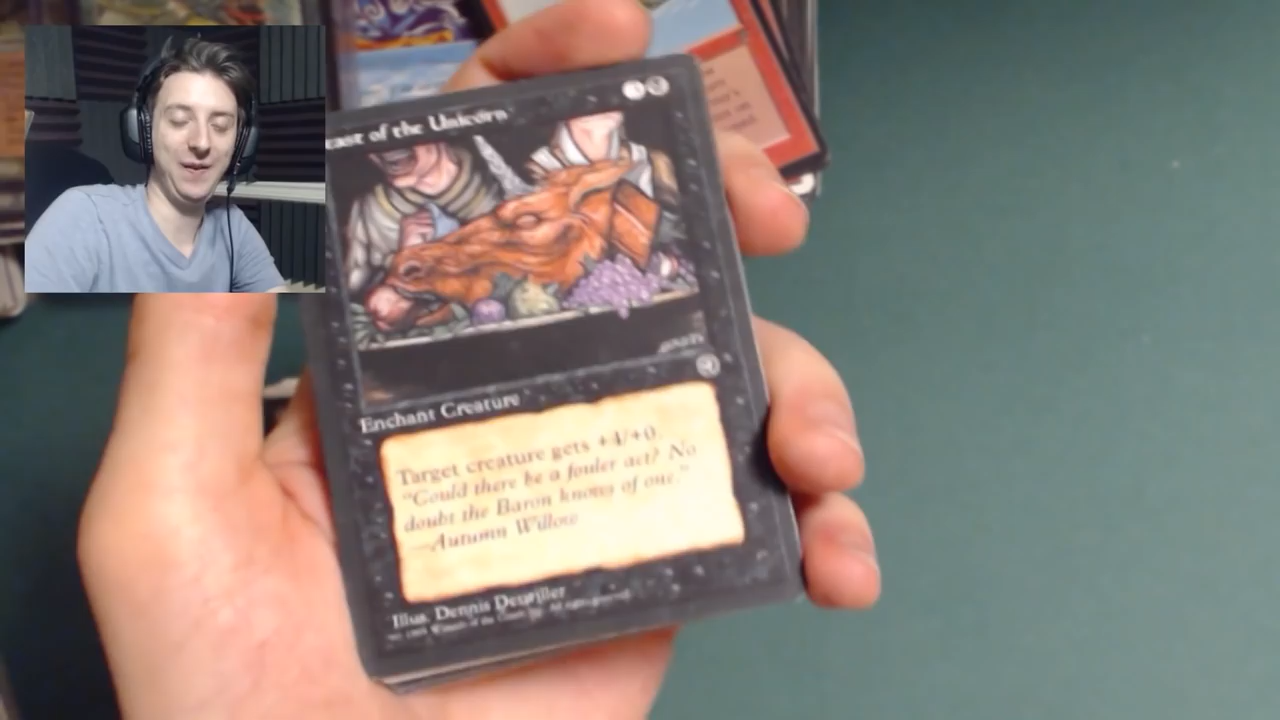 east of the Unicorn
Enchant Creature
Target creature gets +4/+0.
"Could there be a fouler act? No
doubt the Baron knows of one."
—Autumn Willow
Illus. Dennis Detwiller